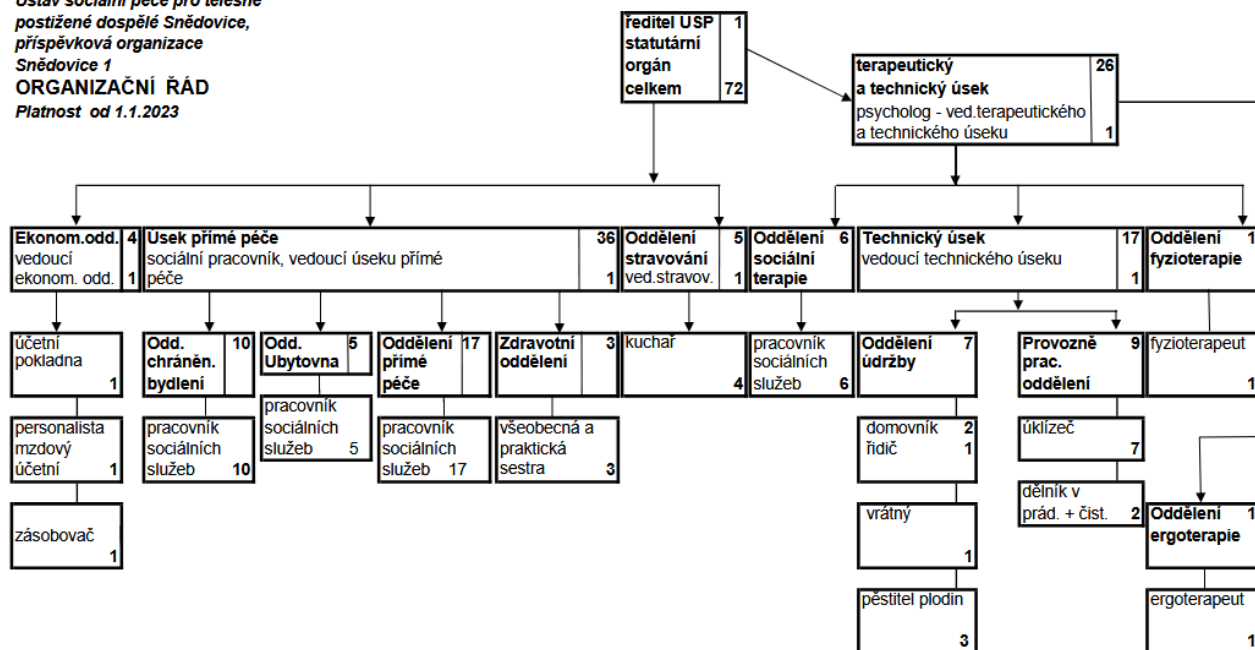 Ústav sociální péče pro tělesně
postižené dospělé Snědovice,
příspěvková organizace
Snědovice 1
ORGANIZAČNÍ ŘÁD
Platnost od 1.1.2023
ředitel USP 1
statutární
orgán
celkem 72
terapeutický 26
a technický úsek
psycholog - ved.terapeutického
a technického úseku 1
Ekonom.odd. 4
vedoucí
ekonom. odd. 1
Úsek přímé péče 36
sociální pracovník, vedoucí úseku přímé
péče 1
Oddělení 5
stravování
ved.stravov. 1
Oddělení 6
sociální
terapie
Technický úsek 17
vedoucí technického úseku
1
Oddělení 1
fyzioterapie
účetní
pokladna
1
Odd. 10
chráněn.
bydlení
Odd. 5
Ubytovna
Oddělení 17
přímé
péče
Zdravotní 3
oddělení
kuchař
4
pracovník
sociálních
služeb 6
Oddělení 7
údržby
Provozně 9
prac.
oddělení
fyzioterapeut
1
personalista
mzdový
účetní 1
pracovník
sociálních
služeb 10
pracovník
sociálních
služeb 5
pracovník
sociálních
služeb 17
všeobecná a
praktická
sestra 3
domovník 2
řidič 1
úklízeč
7
zásobovač
1
vrátný
1
dělník v
prád. + čist. 2
Oddělení 1
ergoterapie
pěstitel plodin
3
ergoterapeut
1